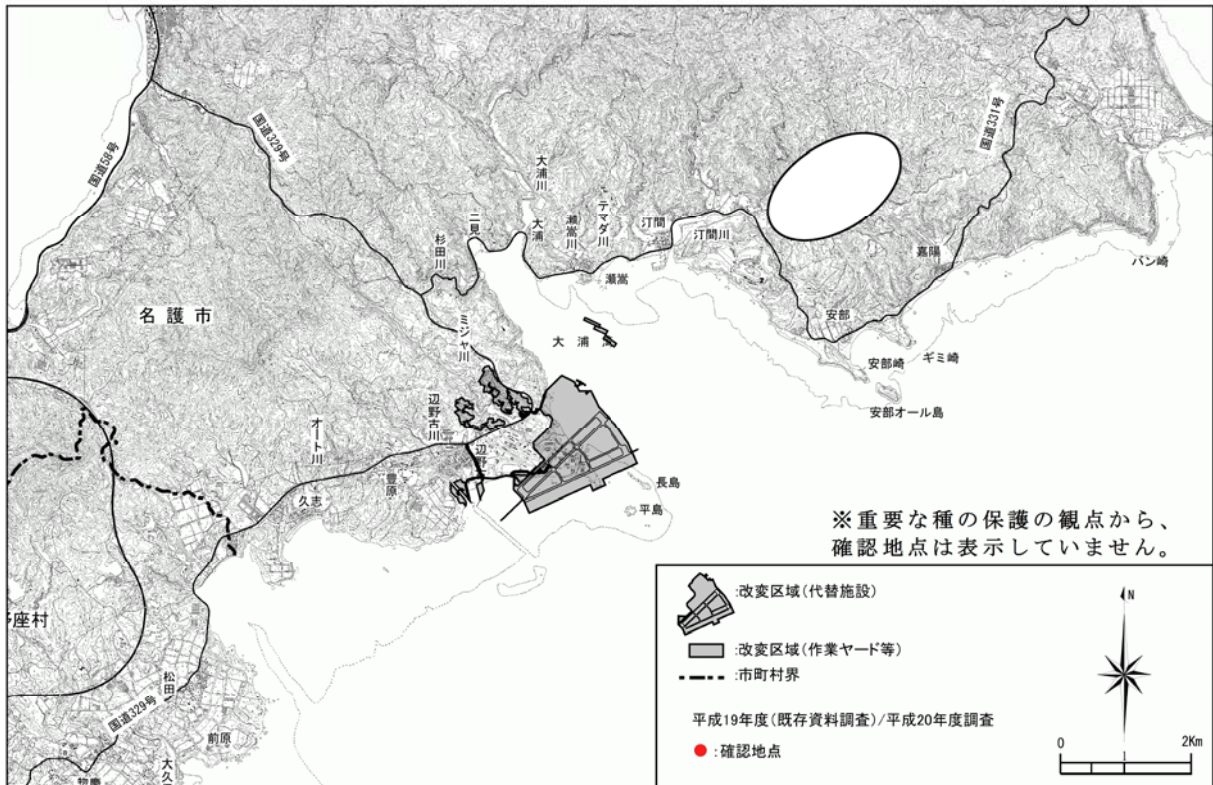 国道58号
国道329号
国道331号
大浦川
大浦
瀬嵩川
テマダ川
汀間
汀間川
二見
杉田川
瀬嵩
嘉陽
バン崎
名護市
ミジャ川
大浦
安部
安部崎
ギミ崎
安部オール島
辺野古川
オート川
辺野
豊原
久志
長島
平島
※重要な種の保護の観点から、
確認地点は表示していません。
座村
松田
国道329号
前原
惣慶
:改変区域(代替施設)
:改変区域(作業ヤード等)
:市町村界
平成19年度(既存資料調査)/平成20年度調査
:確認地点
N
0
1
2Km